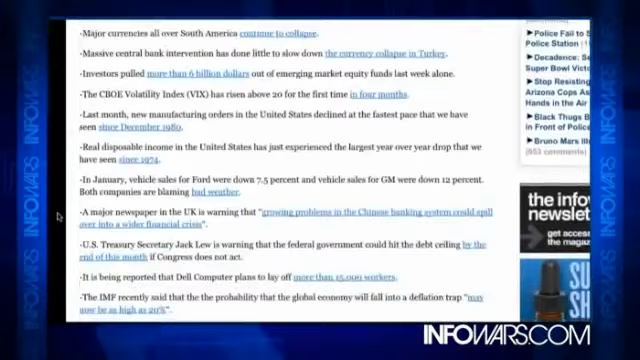 -Major currencies all over South America continue to collapse.
-Massive central bank intervention has done little to slow down the currency collapse in Turkey.
-Investors pulled more than 6 billion dollars out of emerging market equity funds last week alone.
-The CBOE Volatility Index (VIX) has risen above 20 for the first time in four months.
-Last month, new manufacturing orders in the United States declined at the fastest pace that we have
seen since December 1980.
-Real disposable income in the United States has just experienced the largest year over year drop that we
have seen since 1974.
-In January, vehicle sales for Ford were down 7.5 percent and vehicle sales for GM were down 12 percent.
Both companies are blaming bad weather.
-A major newspaper in the UK is warning that "growing problems in the Chinese banking system could spill
over into a wider financial crisis".
-U.S. Treasury Secretary Jack Lew is warning that the federal government could hit the debt ceiling by the
end of this month if Congress does not act.
-It is being reported that Dell Computer plans to lay off more than 15,000 workers.
-The IMF recently said that the the probability that the global economy will fall into a deflation trap "may
now be as high as 20%".
Police Fail to S
Police Station
Decadence: Se
Super Bowl Vict
Stop Resisting
Arizona Cops As
Hands in the Air
Black Thugs B
in Front of Police
Bruno Mars Ill
(653 comments)
the info
newslet
get access
the maga
SU
SH
INFOWARS
INFOWARS
INFOWARS
INFOWARS
INFOWARS.COM